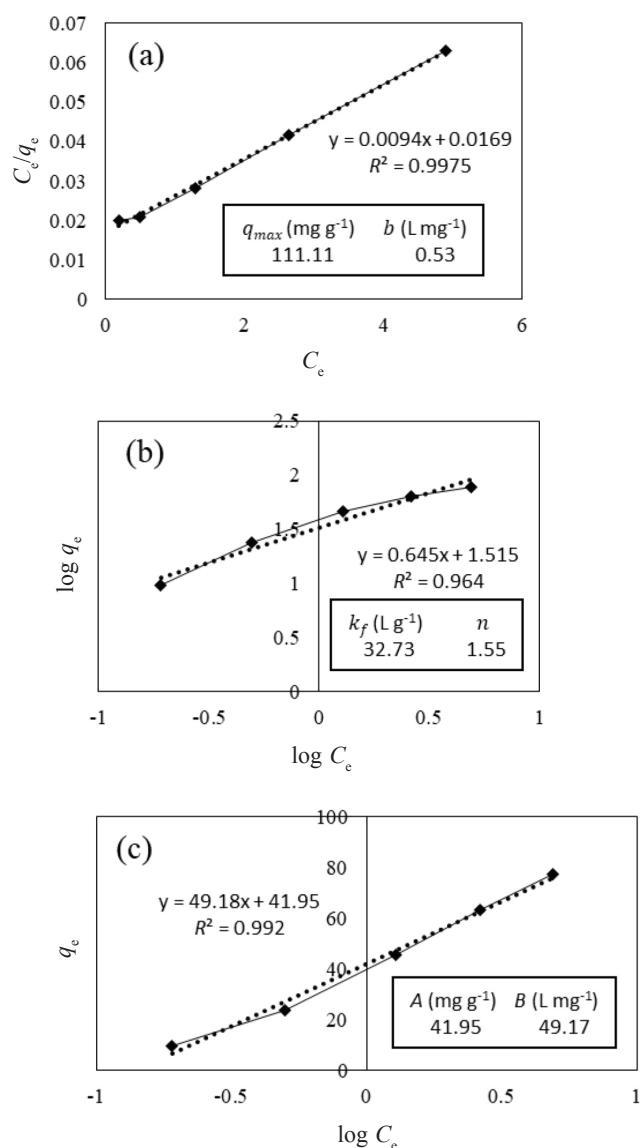 (a)
0.07
0.06
0.05
0.04
0.03
0.02
0.01
0
Cₑ/qₑ
y = 0.0094x + 0.0169
R² = 0.9975
q_max (mg g⁻¹) b (L mg⁻¹)
111.11 0.53
0 2 4 6
Cₑ
(b)
2.5
2
1.5
1
0.5
0
log qₑ
y = 0.645x + 1.515
R² = 0.964
k_f (L g⁻¹) n
32.73 1.55
-1 -0.5 0 0.5 1
log Cₑ
(c)
100
80
60
40
20
0
qₑ
y = 49.18x + 41.95
R² = 0.992
A (mg g⁻¹) B (L mg⁻¹)
41.95 49.17
-1 -0.5 0 0.5 1
log Cₑ